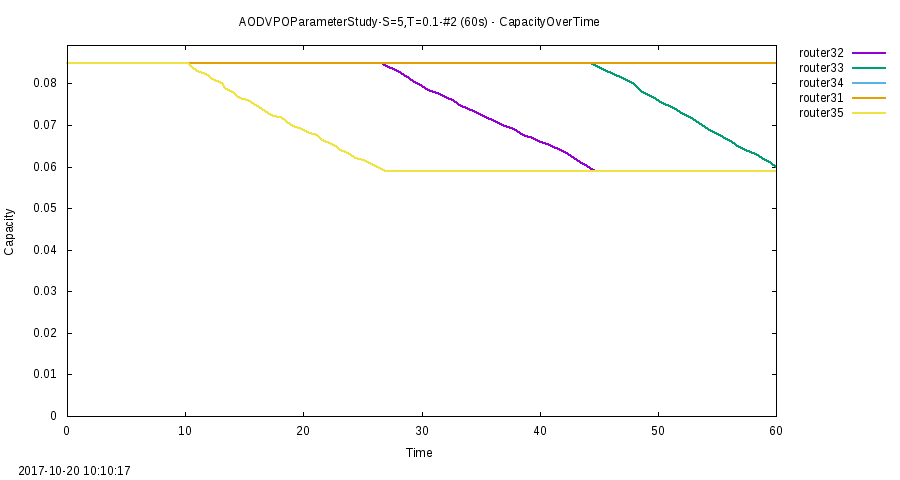 AODVPOParameterStudy-S=5,T=0.1-#2 (60s) - CapacityOverTime
router32
router33
router34
router31
router35
0.08
0.07
0.06
0.05
0.04
0.03
0.02
0.01
0
Capacity
0 10 20 30 40 50 60
Time
2017-10-20 10:10:17